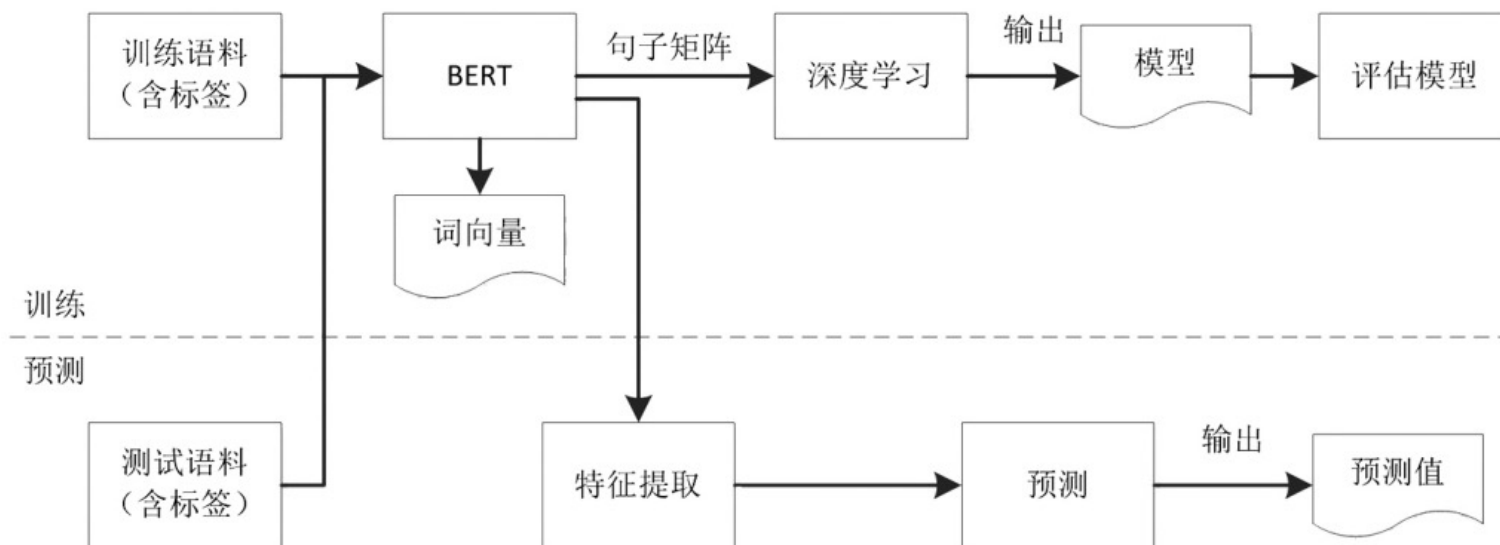 训练语料
（含标签）
BERT
句子矩阵
深度学习
输出
模型
评估模型
词向量
训练
预测
测试语料
（含标签）
特征提取
预测
输出
预测值